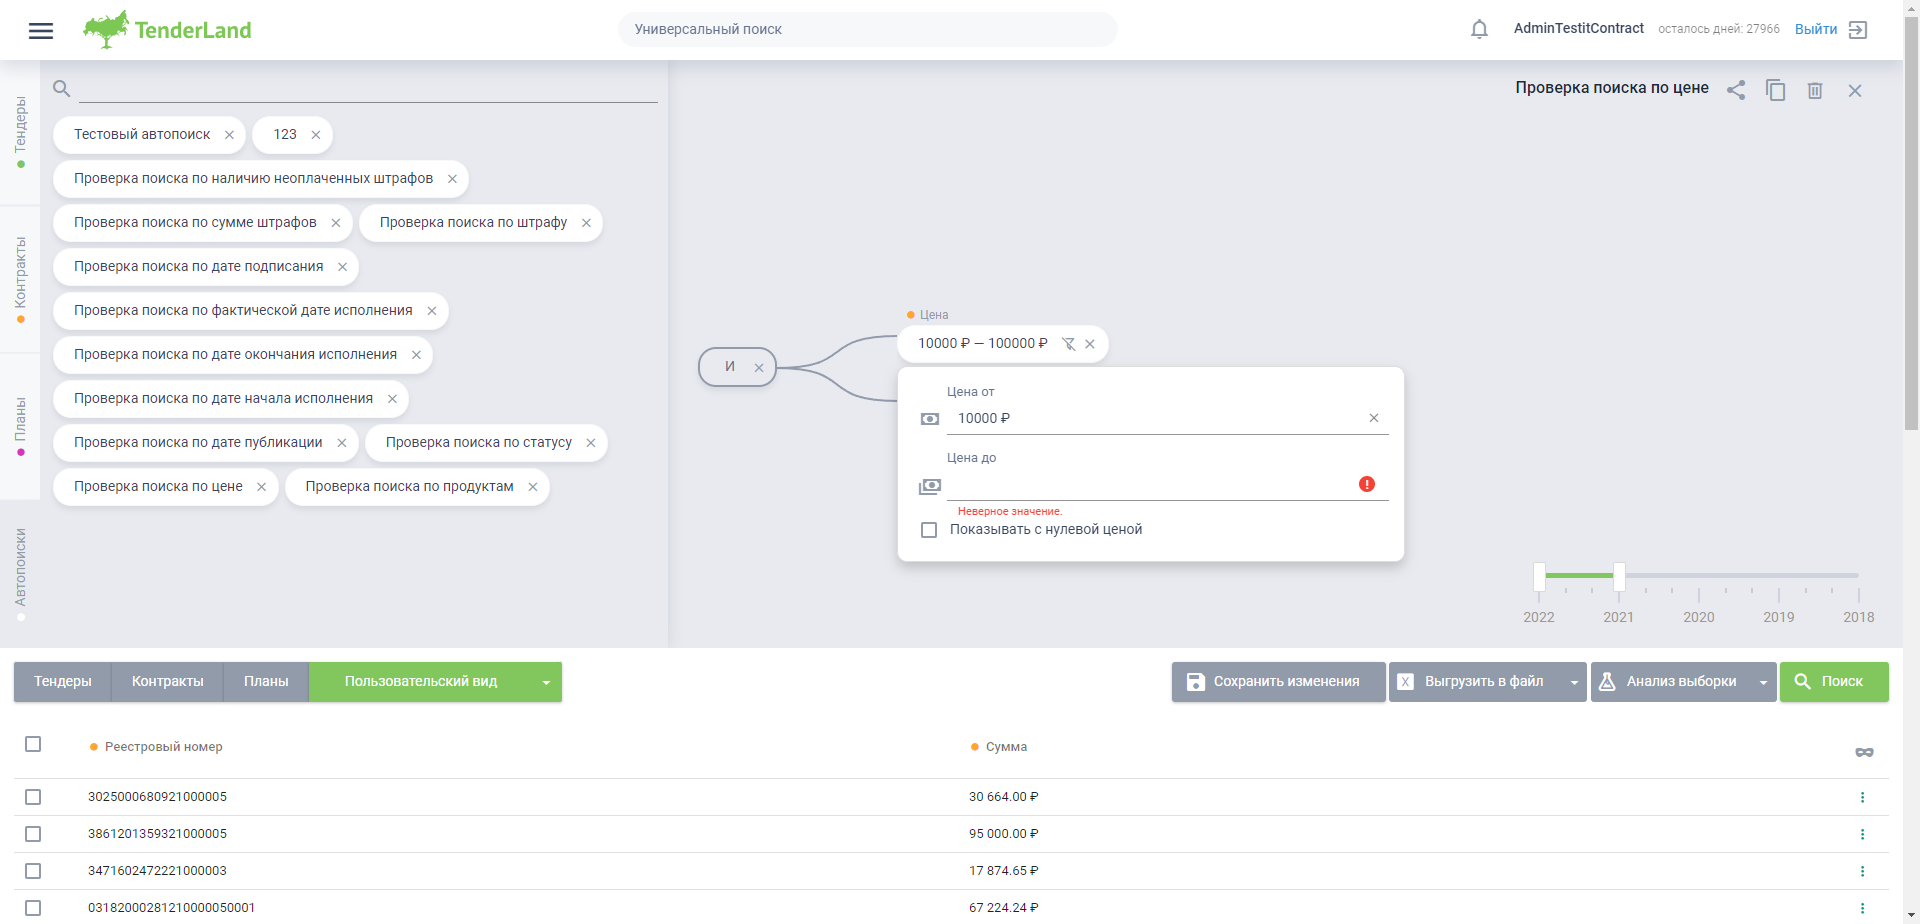 TenderLand
Универсальный поиск
AdminTestitContract
осталось дней: 27966
Выйти
Тендеры
Контракты
Планы
Автопоиски
Тестовый автопоиск
123
Проверка поиска по наличию неоплаченных штрафов
Проверка поиска по сумме штрафов
Проверка поиска по штрафу
Проверка поиска по дате подписания
Проверка поиска по фактической дате исполнения
Проверка поиска по дате окончания исполнения
Проверка поиска по дате начала исполнения
Проверка поиска по дате публикации
Проверка поиска по статусу
Проверка поиска по цене
Проверка поиска по продуктам
Проверка поиска по цене
И
Цена
10000 ₽ — 100000 ₽
Цена от
10000 ₽
Цена до
Неверное значение.
Показывать с нулевой ценой
2022 2021 2020 2019 2018
Тендеры
Контракты
Планы
Пользовательский вид
Сохранить изменения
X Выгрузить в файл
Анализ выборки
Поиск
Реестровый номер
Сумма
3025000680921000005 30 664.00 ₽
3861201359321000005 95 000.00 ₽
3471602472221000003 17 874.65 ₽
03182000281210000050001 67 224.24 ₽